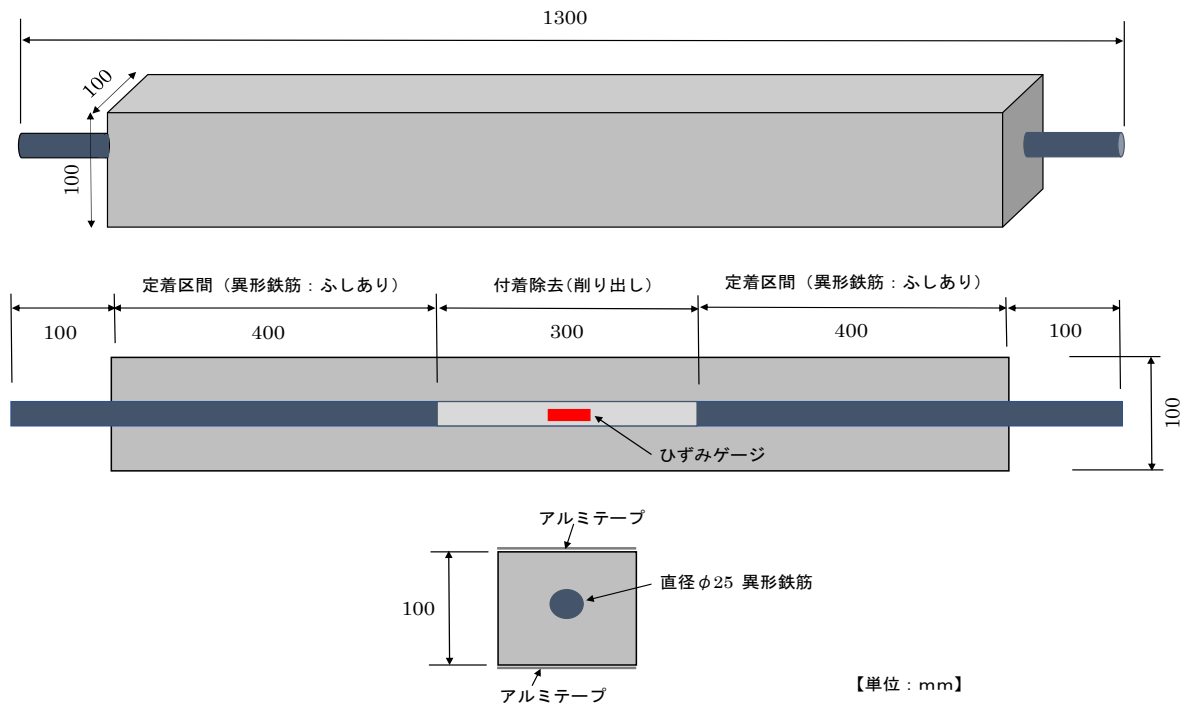 1300
100
100
定着区間（異形鉄筋：ふしあり）
付着除去（削り出し）
定着区間（異形鉄筋：ふしあり）
100
400
300
400
100
100
ひずみゲージ
アルミテープ
直径φ25 異形鉄筋
100
アルミテープ
【単位：mm】